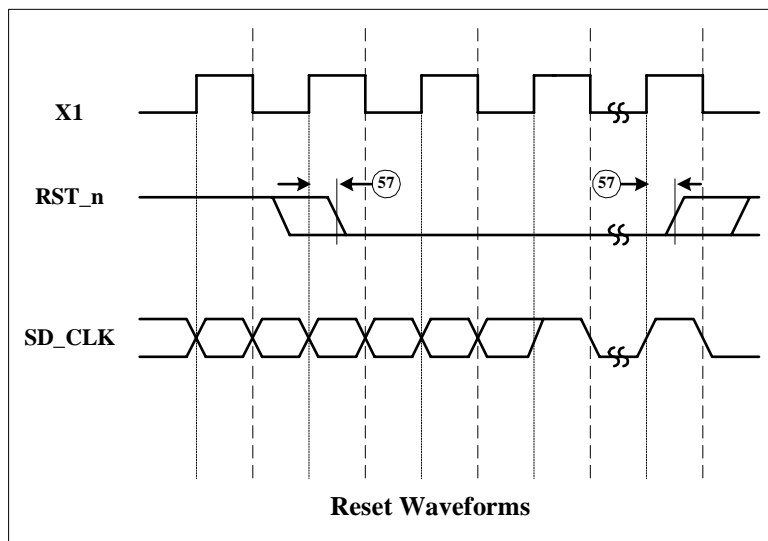 X1
57
57
RST_n
SD_CLK
Reset Waveforms